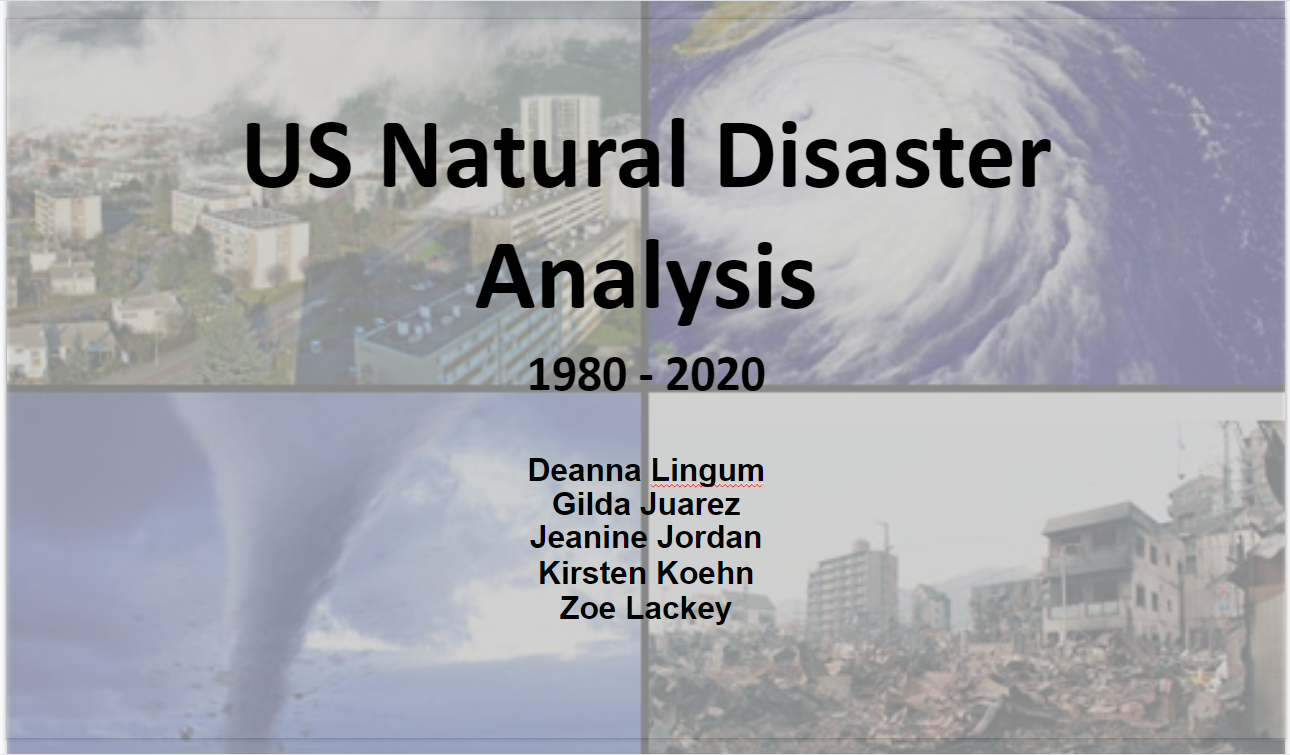 US Natural Disaster
Analysis
1980 - 2020
Deanna Lingum
Gilda Juarez
Jeanine Jordan
Kirsten Koehn
Zoe Lackey